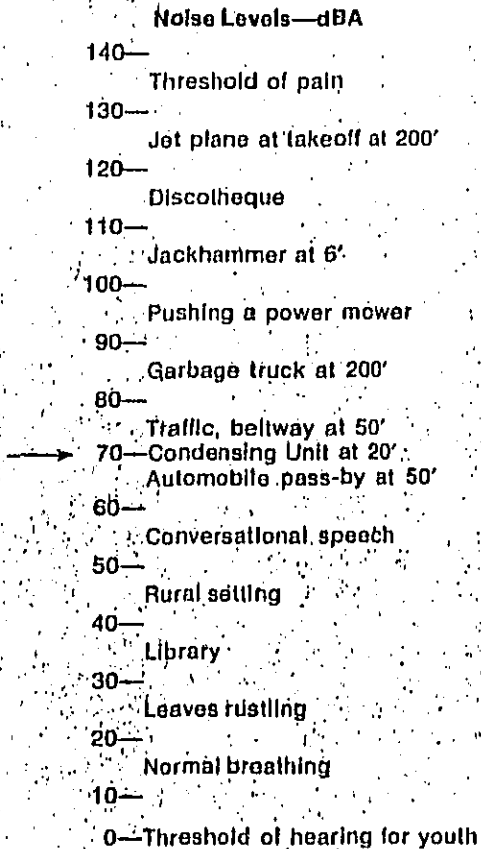 Noise Levels—dBA
140—
Threshold of pain
130—
Jet plane at takeoff at 200'
120—
Discotheque
110—
Jackhammer at 6'
100—
Pushing a power mower
90—
Garbage truck at 200'
80—
Traffic, beltway at 50'
70—Condensing Unit at 20'
Automobile pass-by at 50'
60—
Conversational speech
50—
Rural setting
40—
Library
30—
Leaves rustling
20—
Normal breathing
10—
0—Threshold of hearing for youth